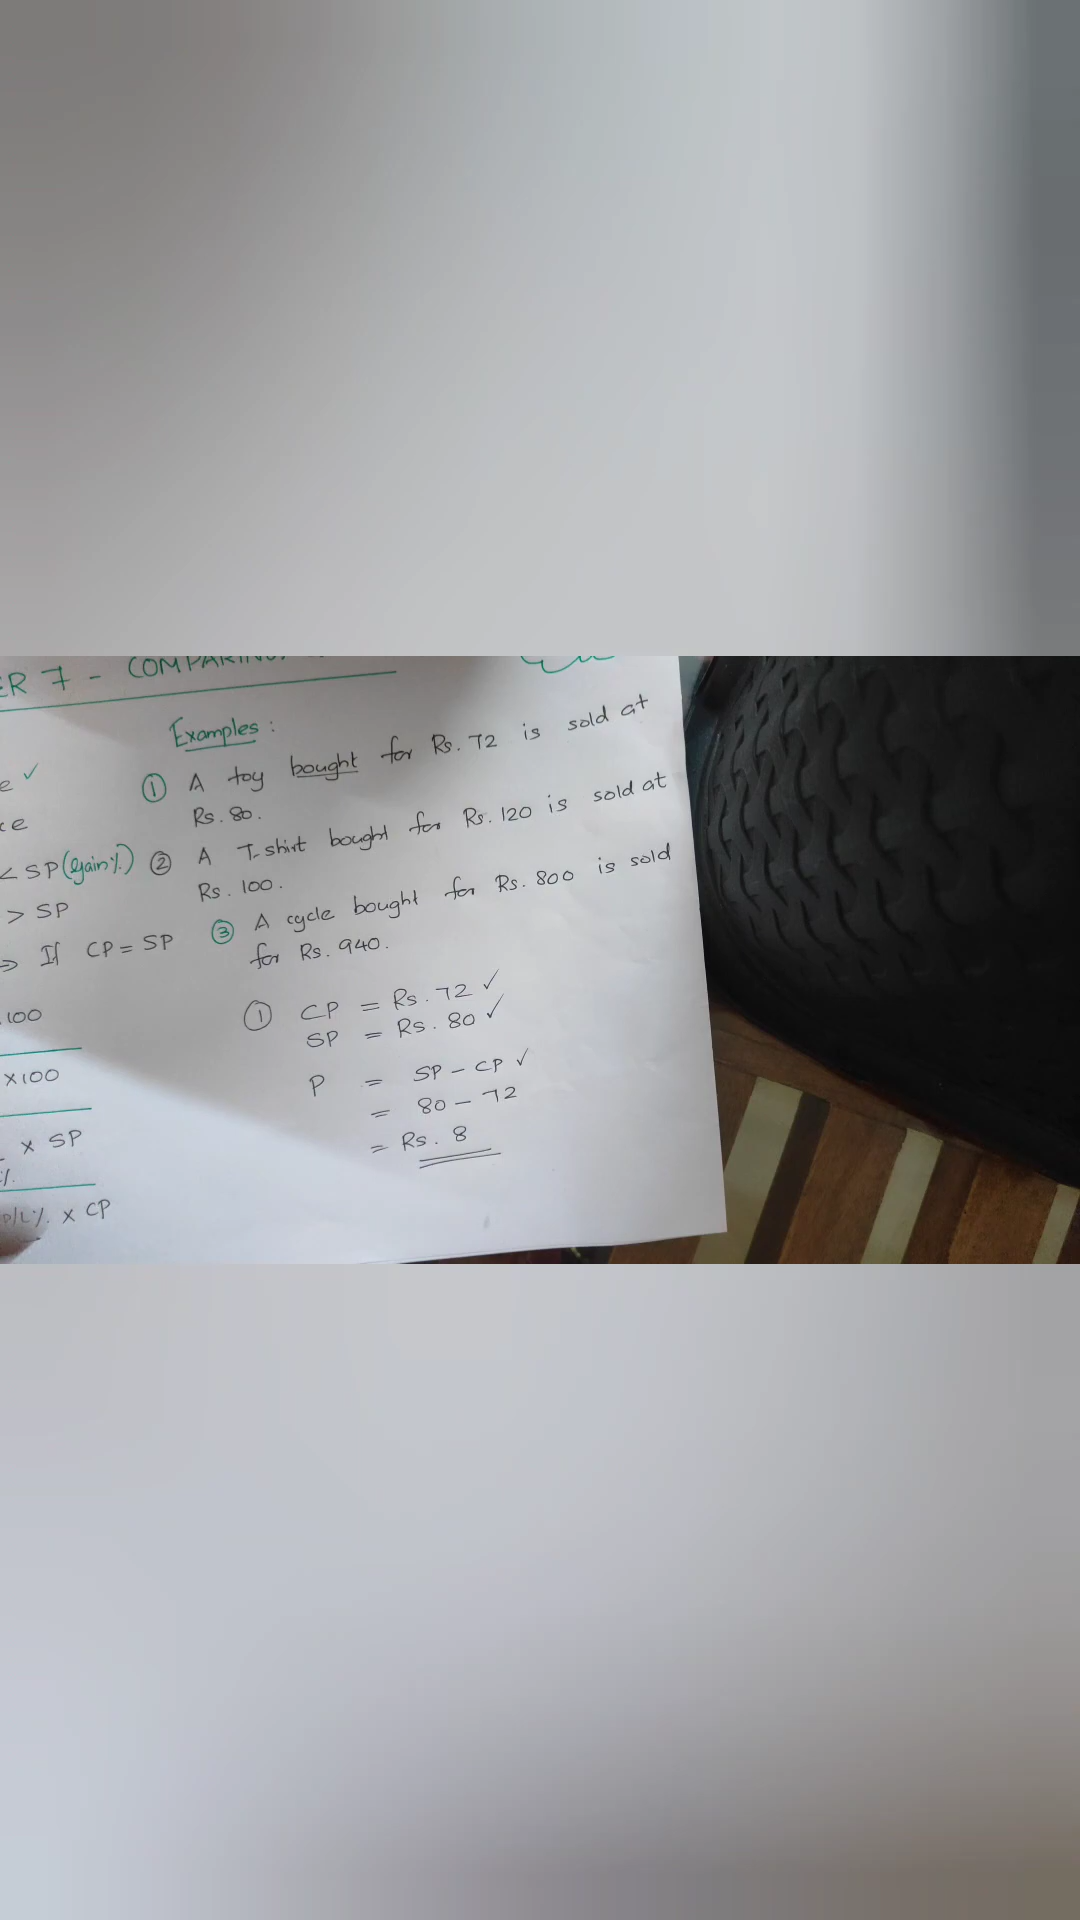 ER 7 - COMPARING
Examples :
① A toy bought for Rs. 72 is sold at
Rs. 80.
② A T-shirt bought for Rs. 120 is sold at
Rs. 100.
③ A cycle bought for Rs. 800 is sold
for Rs. 940.
① CP = Rs. 72 ✓
SP = Rs. 80 ✓
P = SP - CP ✓
= 80 - 72
= Rs. 8
e ✓
ce
< SP (gain %)
> SP
⇒ If CP = SP
100
x100
x SP
%.
P/L% x CP